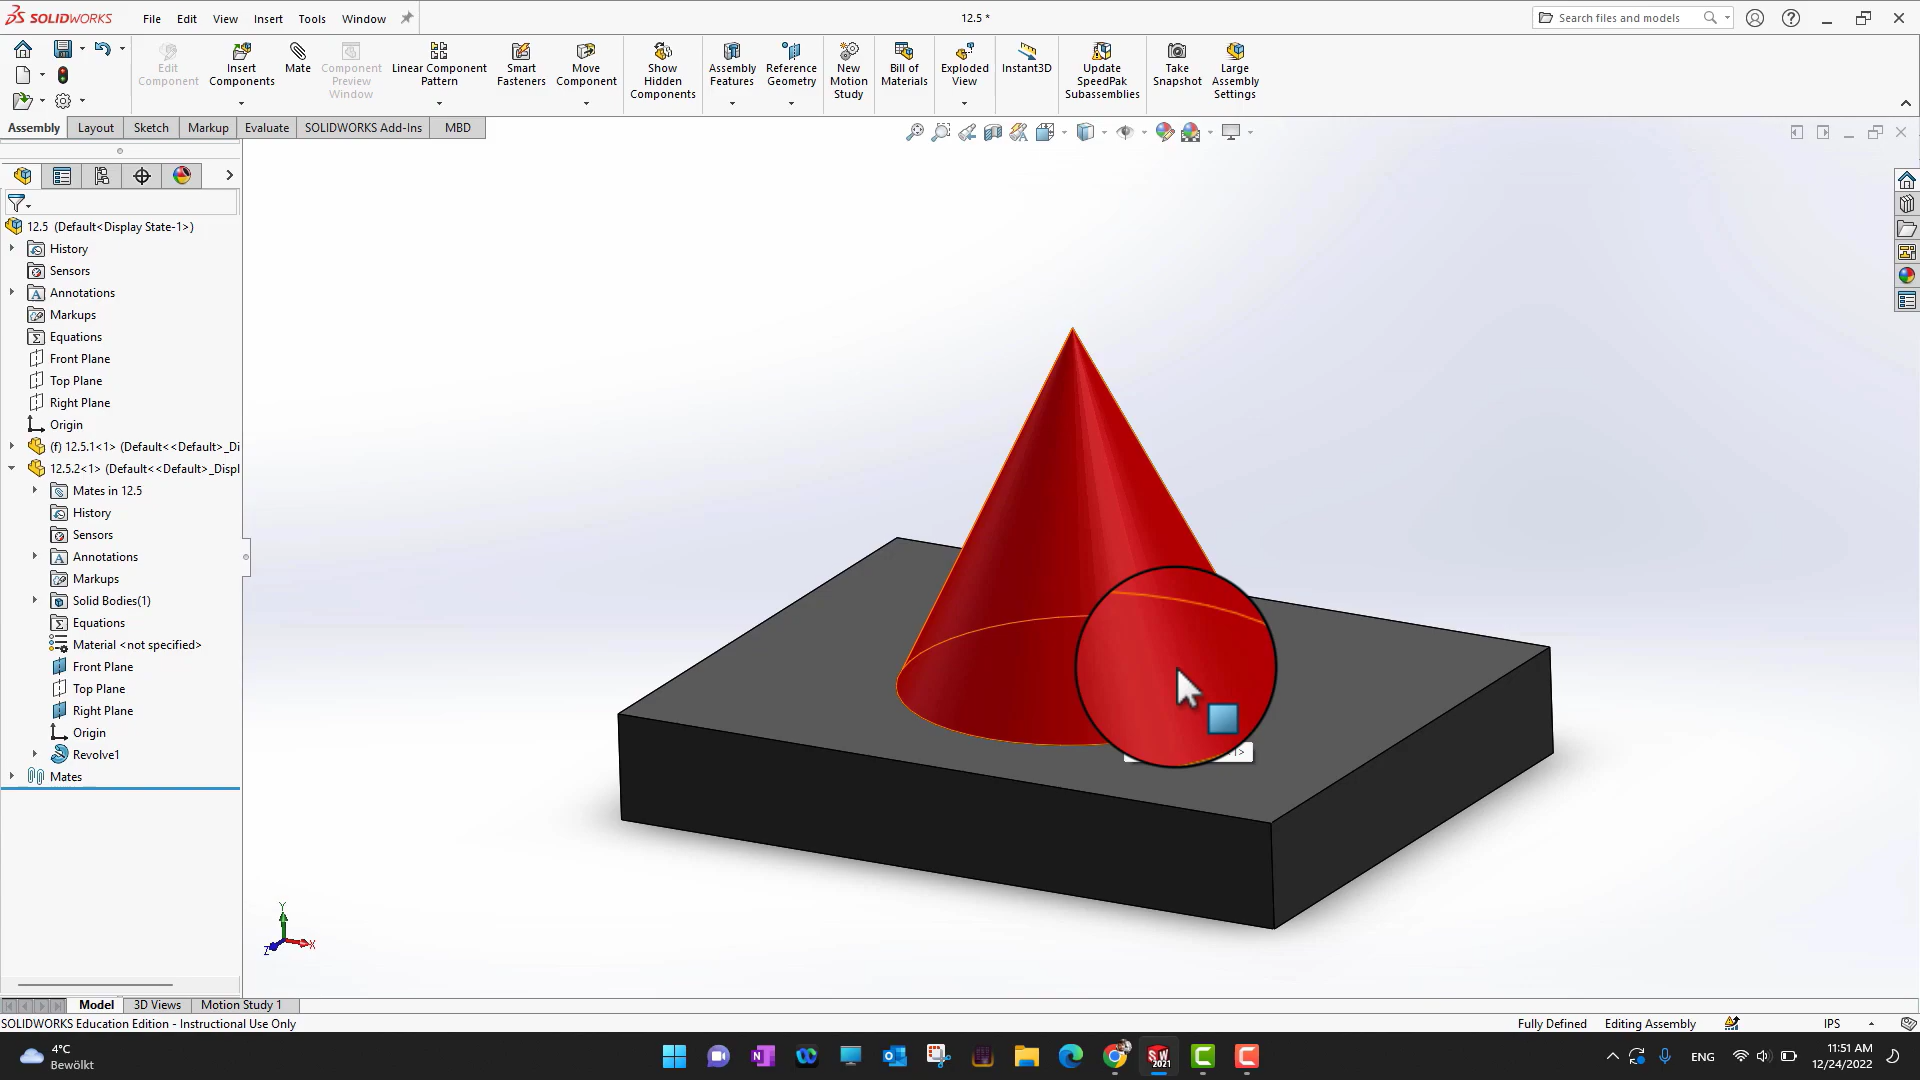 SOLIDWORKS File Edit View Insert Tools Window
12.5 *
Search files and models
Edit Component
Insert Components
Mate
Component Preview Window
Linear Component Pattern
Smart Fasteners
Move Component
Show Hidden Components
Assembly Features
Reference Geometry
New Motion Study
Bill of Materials
Exploded View
Instant3D
Update SpeedPak Subassemblies
Take Snapshot
Large Assembly Settings
Assembly Layout Sketch Markup Evaluate SOLIDWORKS Add-Ins MBD
12.5 (Default<Display State-1>)
History
Sensors
Annotations
Markups
Equations
Front Plane
Top Plane
Right Plane
Origin
(f) 12.5.1<1> (Default<<Default>_Di
12.5.2<1> (Default<<Default>_Displ
Mates in 12.5
History
Sensors
Annotations
Markups
Solid Bodies(1)
Equations
Material <not specified>
Front Plane
Top Plane
Right Plane
Origin
Revolve1
Mates
Y
X
Z
Model 3D Views Motion Study 1
SOLIDWORKS Education Edition - Instructional Use Only
Fully Defined Editing Assembly IPS
4°C
Bewölkt
SW 2021
ENG
11:51 AM
12/24/2022